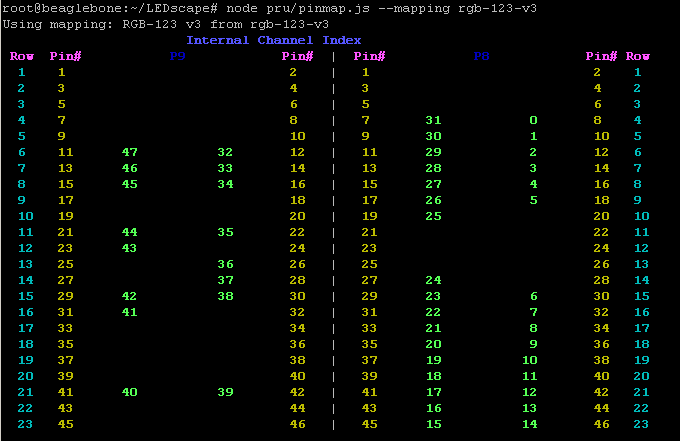 root@beaglebone:~/LEDscape# node pru/pinmap.js --mapping rgb-123-v3
Using mapping: RGB-123 v3 from rgb-123-v3
Internal Channel Index
Row Pin# P9 Pin# | Pin# P8 Pin# Row
1 1 2 | 1 2 1
2 3 4 | 3 4 2
3 5 6 | 5 6 3
4 7 8 | 7 31 0 8 4
5 9 10 | 9 30 1 10 5
6 11 47 32 12 | 11 29 2 12 6
7 13 46 33 14 | 13 28 3 14 7
8 15 45 34 16 | 15 27 4 16 8
9 17 18 | 17 26 5 18 9
10 19 20 | 19 25 20 10
11 21 44 35 22 | 21 22 11
12 23 43 24 | 23 24 12
13 25 36 26 | 25 26 13
14 27 37 28 | 27 24 28 14
15 29 42 38 30 | 29 23 6 30 15
16 31 41 32 | 31 22 7 32 16
17 33 34 | 33 21 8 34 17
18 35 36 | 35 20 9 36 18
19 37 38 | 37 19 10 38 19
20 39 40 | 39 18 11 40 20
21 41 40 39 42 | 41 17 12 42 21
22 43 44 | 43 16 13 44 22
23 45 46 | 45 15 14 46 23